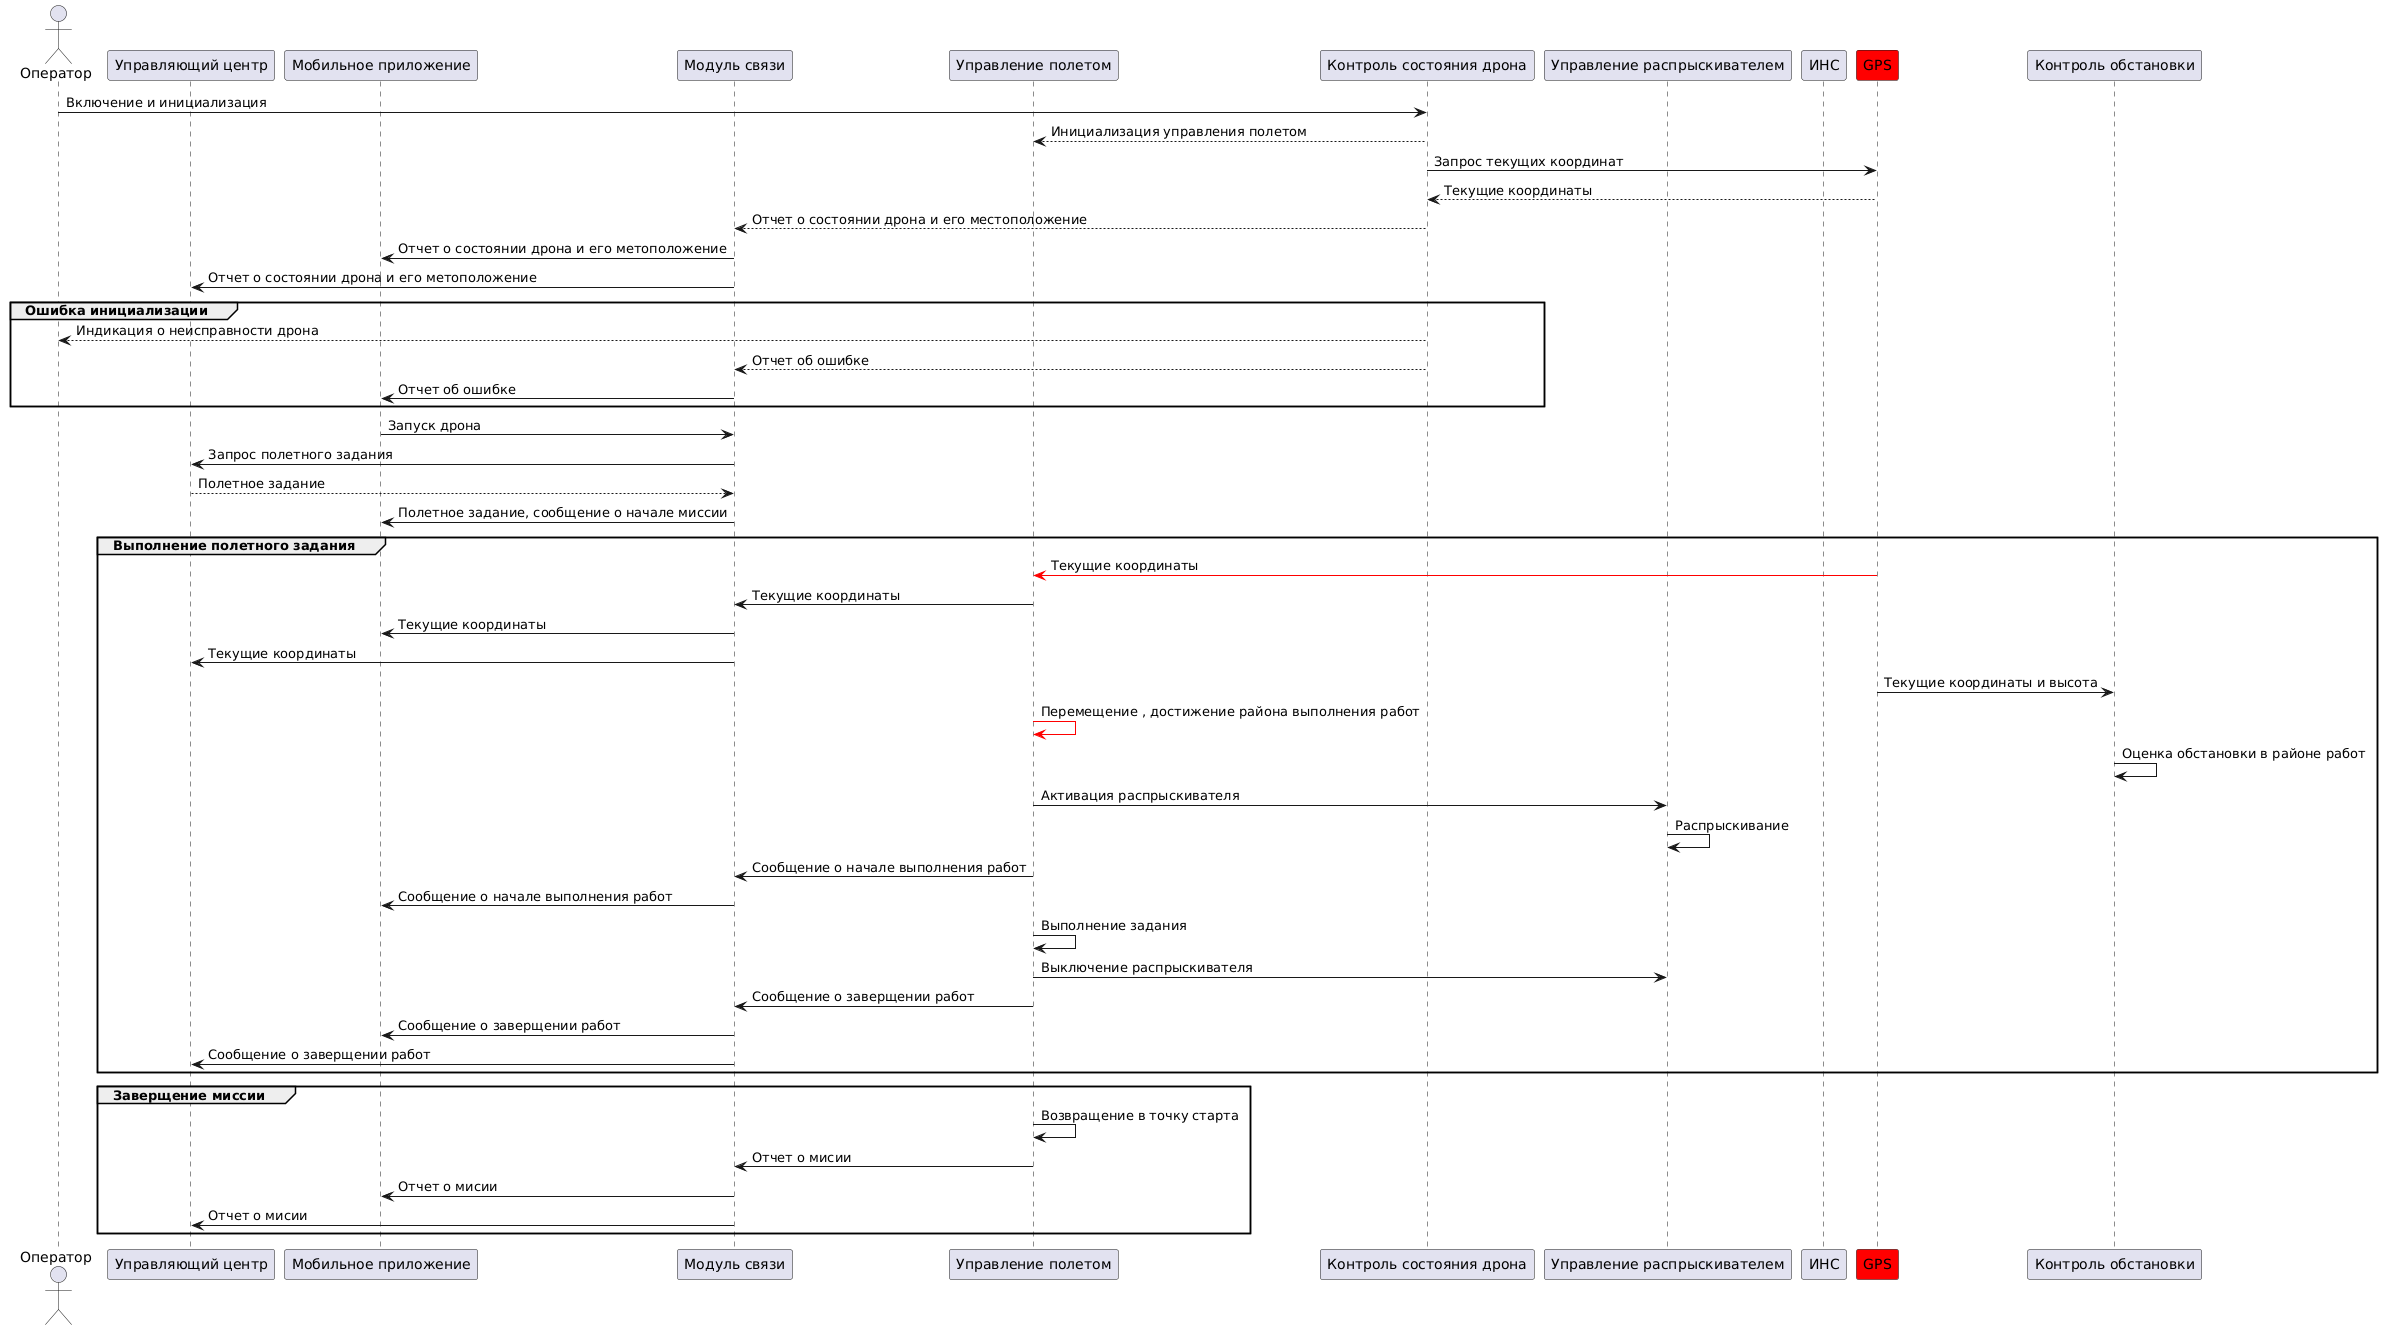 Оператор
Управляющий центр
Мобильное приложение
Модуль связи
Управление полетом
Контроль состояния дрона
Управление распрыскивателем
ИНС
GPS
Контроль обстановки
Включение и инициализация
Инициализация управления полетом
Запрос текущих координат
Текущие координаты
Отчет о состоянии дрона и его местоположение
Отчет о состоянии дрона и его метоположение
Отчет о состоянии дрона и его метоположение
Ошибка инициализации
Индикация о неисправности дрона
Отчет об ошибке
Отчет об ошибке
Запуск дрона
Запрос полетного задания
Полетное задание
Полетное задание, сообщение о начале миссии
Выполнение полетного задания
Текущие координаты
Текущие координаты
Текущие координаты
Текущие координаты
Текущие координаты и высота
Перемещение , достижение района выполнения работ
Оценка обстановки в районе работ
Активация распрыскивателя
Распрыскивание
Сообщение о начале выполнения работ
Сообщение о начале выполнения работ
Выполнение задания
Выключение распрыскивателя
Сообщение о заверщении работ
Сообщение о заверщении работ
Сообщение о заверщении работ
Заверщение миссии
Возвращение в точку старта
Отчет о мисии
Отчет о мисии
Отчет о мисии
Оператор
Управляющий центр
Мобильное приложение
Модуль связи
Управление полетом
Контроль состояния дрона
Управление распрыскивателем
ИНС
GPS
Контроль обстановки